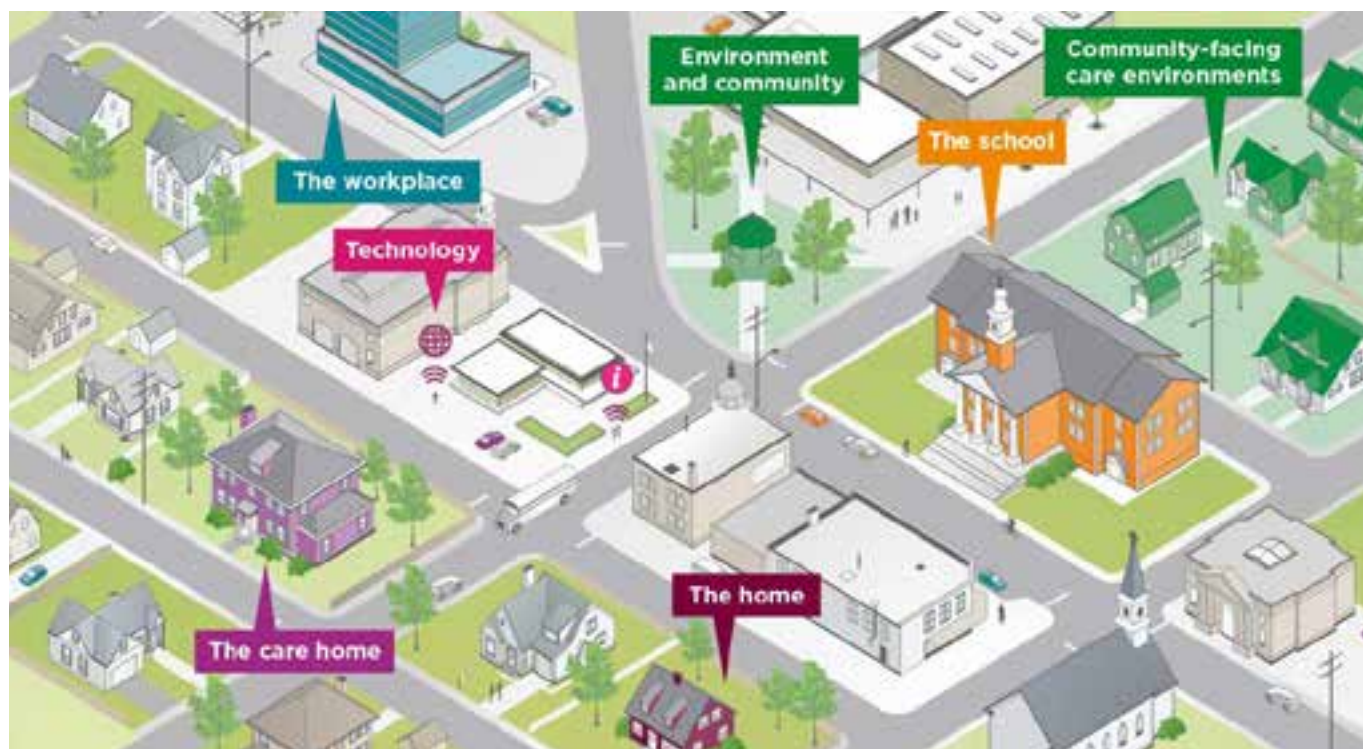 Environment
and community
Community-facing
care environments
The school
The workplace
Technology
i
The home
The care home